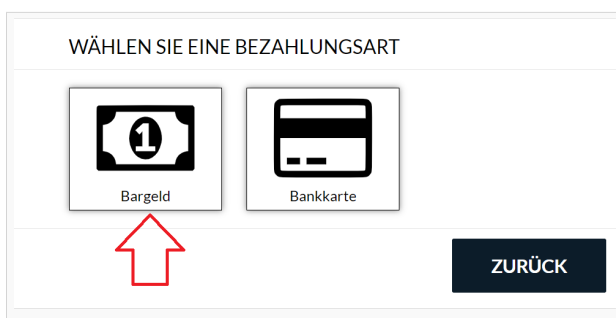 WÄHLEN SIE EINE BEZAHLUNGSART
1
Bargeld
Bankkarte
ZURÜCK